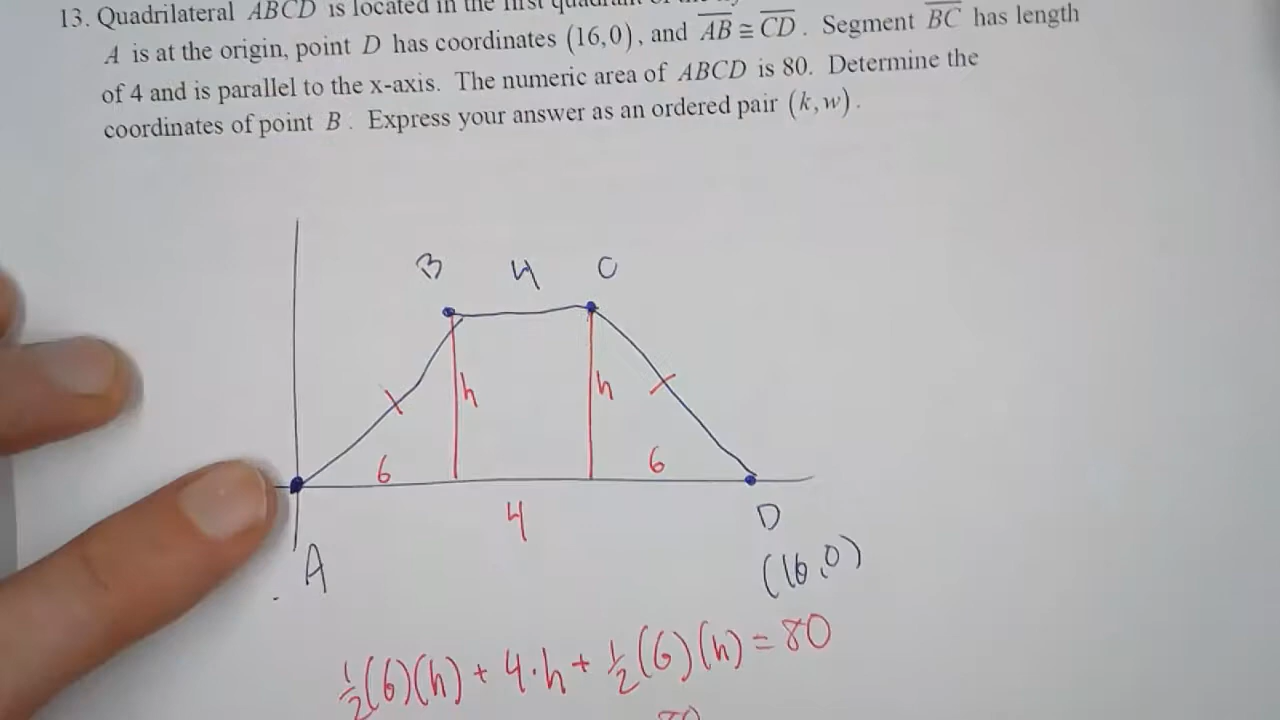 13. Quadrilateral ABCD is located in the first quadrant of the
A is at the origin, point D has coordinates (16,0), and AB ≅ CD. Segment BC has length
of 4 and is parallel to the x-axis. The numeric area of ABCD is 80. Determine the
coordinates of point B. Express your answer as an ordered pair (k,w).
B 4 C
h h
6 6
4
D
A (16,0)
½(6)(h) + 4·h + ½(6)(h) = 80